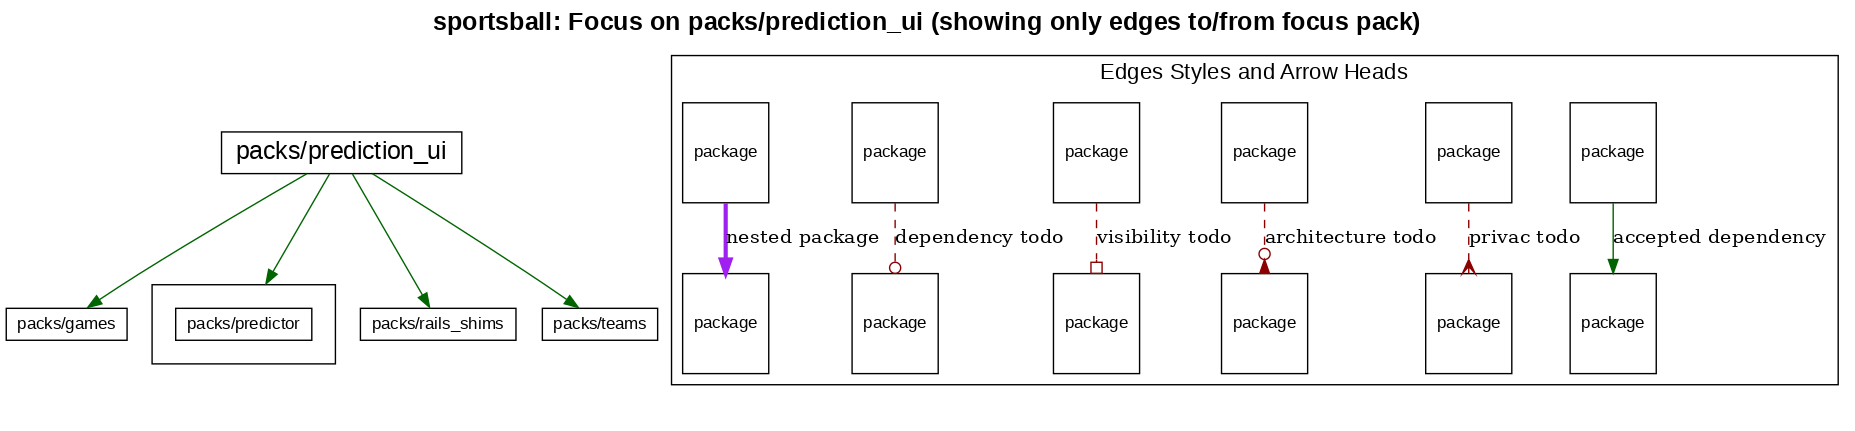 sportsball: Focus on packs/prediction_ui (showing only edges to/from focus pack)
packs/prediction_ui
packs/games
packs/predictor
packs/rails_shims
packs/teams
Edges Styles and Arrow Heads
package package package package package package
nested package dependency todo visibility todo architecture todo privac todo accepted dependency
package package package package package package